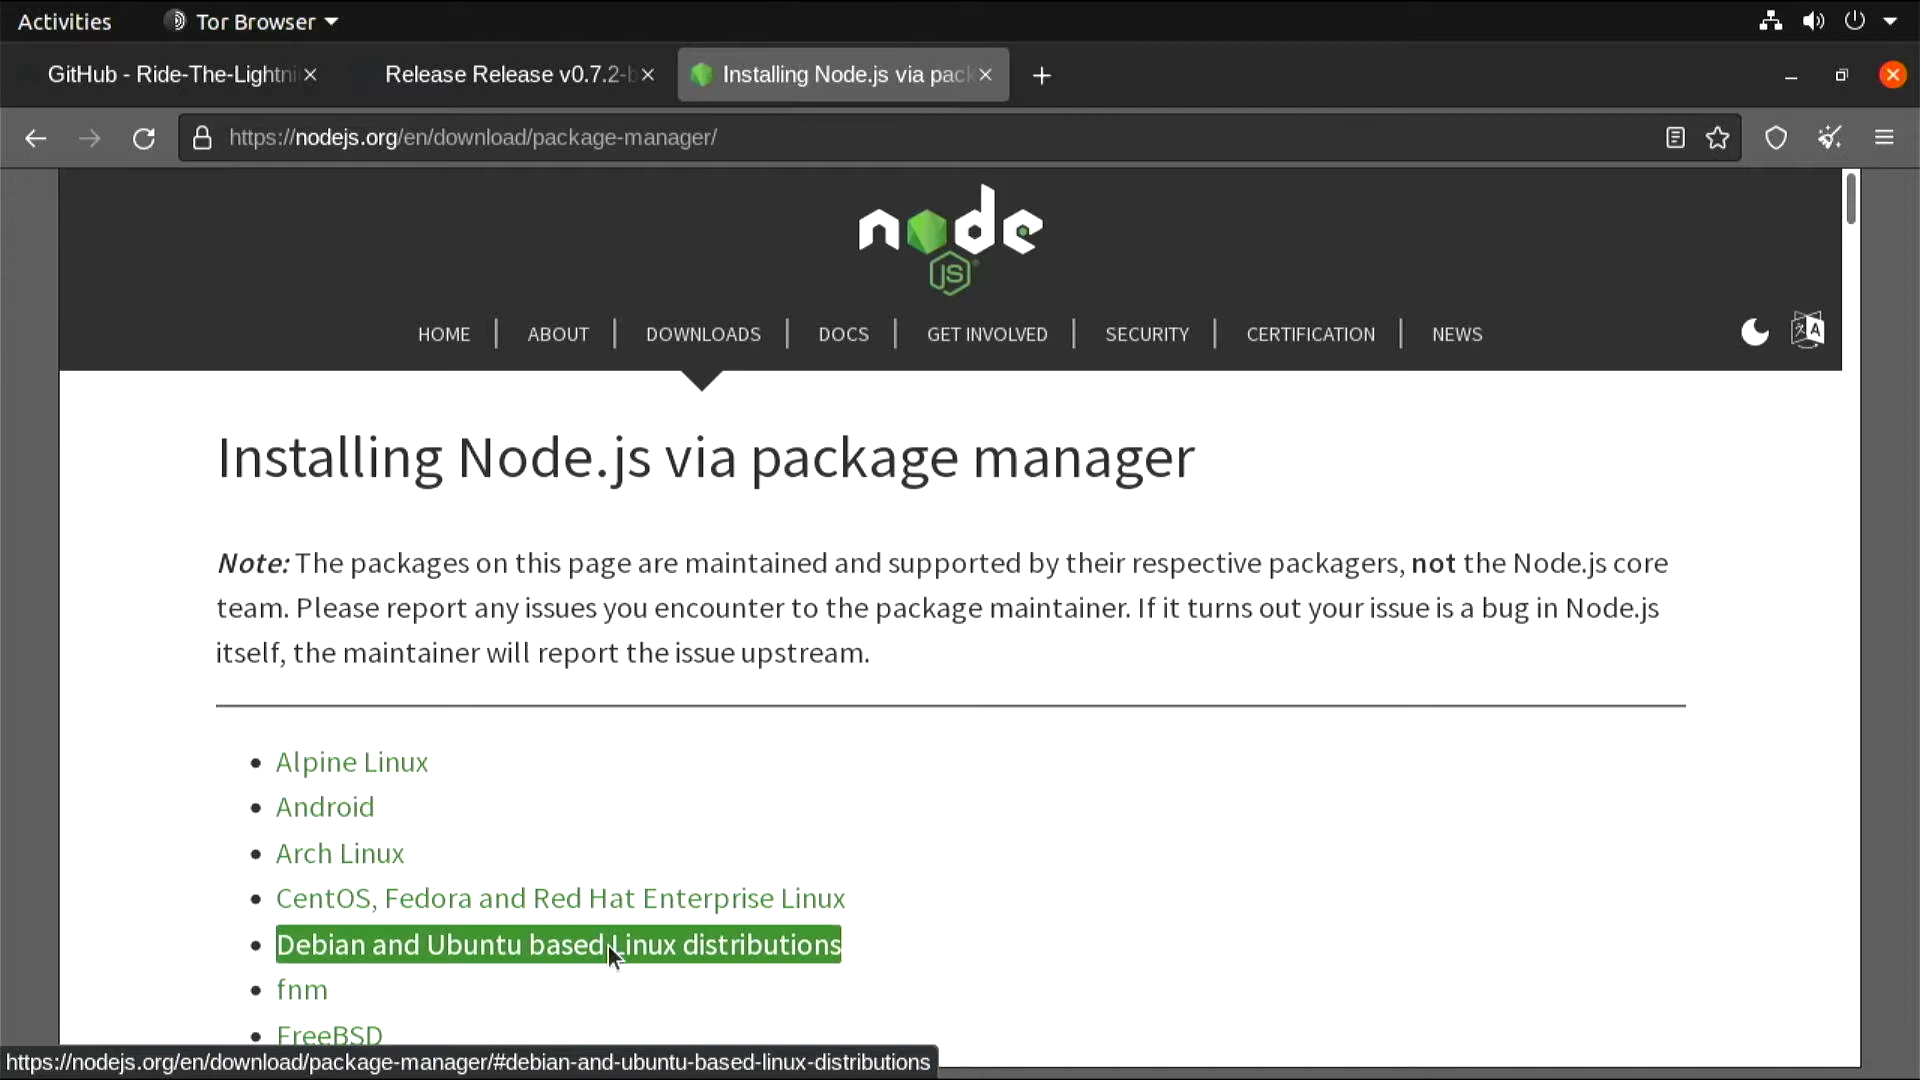 Activities Tor Browser
GitHub - Ride-The-Lightni Release Release v0.7.2-b Installing Node.js via pack
https://nodejs.org/en/download/package-manager/
node
JS
HOME ABOUT DOWNLOADS DOCS GET INVOLVED SECURITY CERTIFICATION NEWS
Installing Node.js via package manager
Note: The packages on this page are maintained and supported by their respective packagers, not the Node.js core
team. Please report any issues you encounter to the package maintainer. If it turns out your issue is a bug in Node.js
itself, the maintainer will report the issue upstream.
Alpine Linux
Android
Arch Linux
CentOS, Fedora and Red Hat Enterprise Linux
Debian and Ubuntu based Linux distributions
fnm
FreeBSD
https://nodejs.org/en/download/package-manager/#debian-and-ubuntu-based-linux-distributions